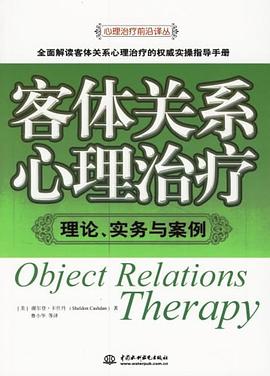 心理治疗前沿译丛
全面解读客体关系心理治疗的权威实操指导手册
客体关系
心理治疗
理论、实务与案例
Object Relations
Therapy
[美] 谢尔登·卡什丹 (Sheldon Cashdan) 著
鲁小华 等译
中国水利水电出版社
www.waterpub.com.cn